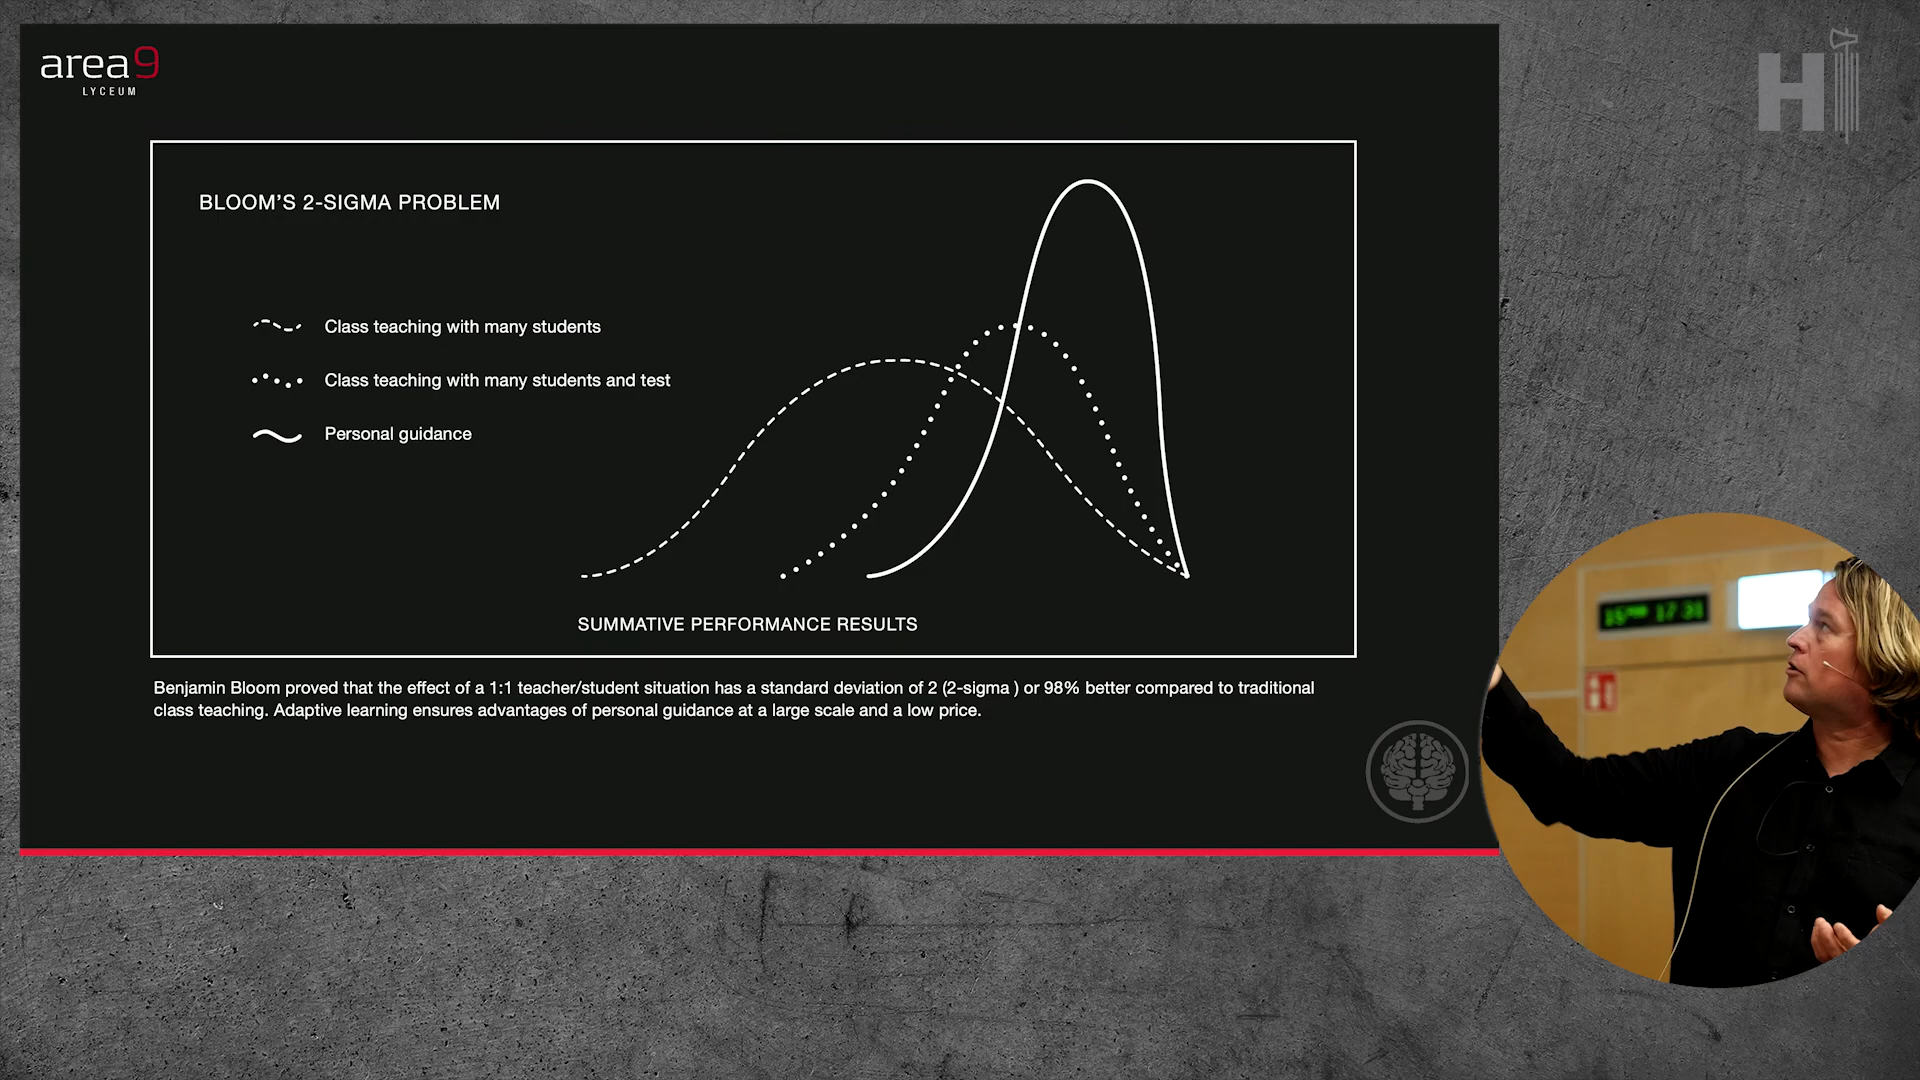 area9
LYCEUM
HI
BLOOM'S 2-SIGMA PROBLEM
Class teaching with many students
Class teaching with many students and test
Personal guidance
SUMMATIVE PERFORMANCE RESULTS
Benjamin Bloom proved that the effect of a 1:1 teacher/student situation has a standard deviation of 2 (2-sigma ) or 98% better compared to traditional
class teaching. Adaptive learning ensures advantages of personal guidance at a large scale and a low price.
17:31